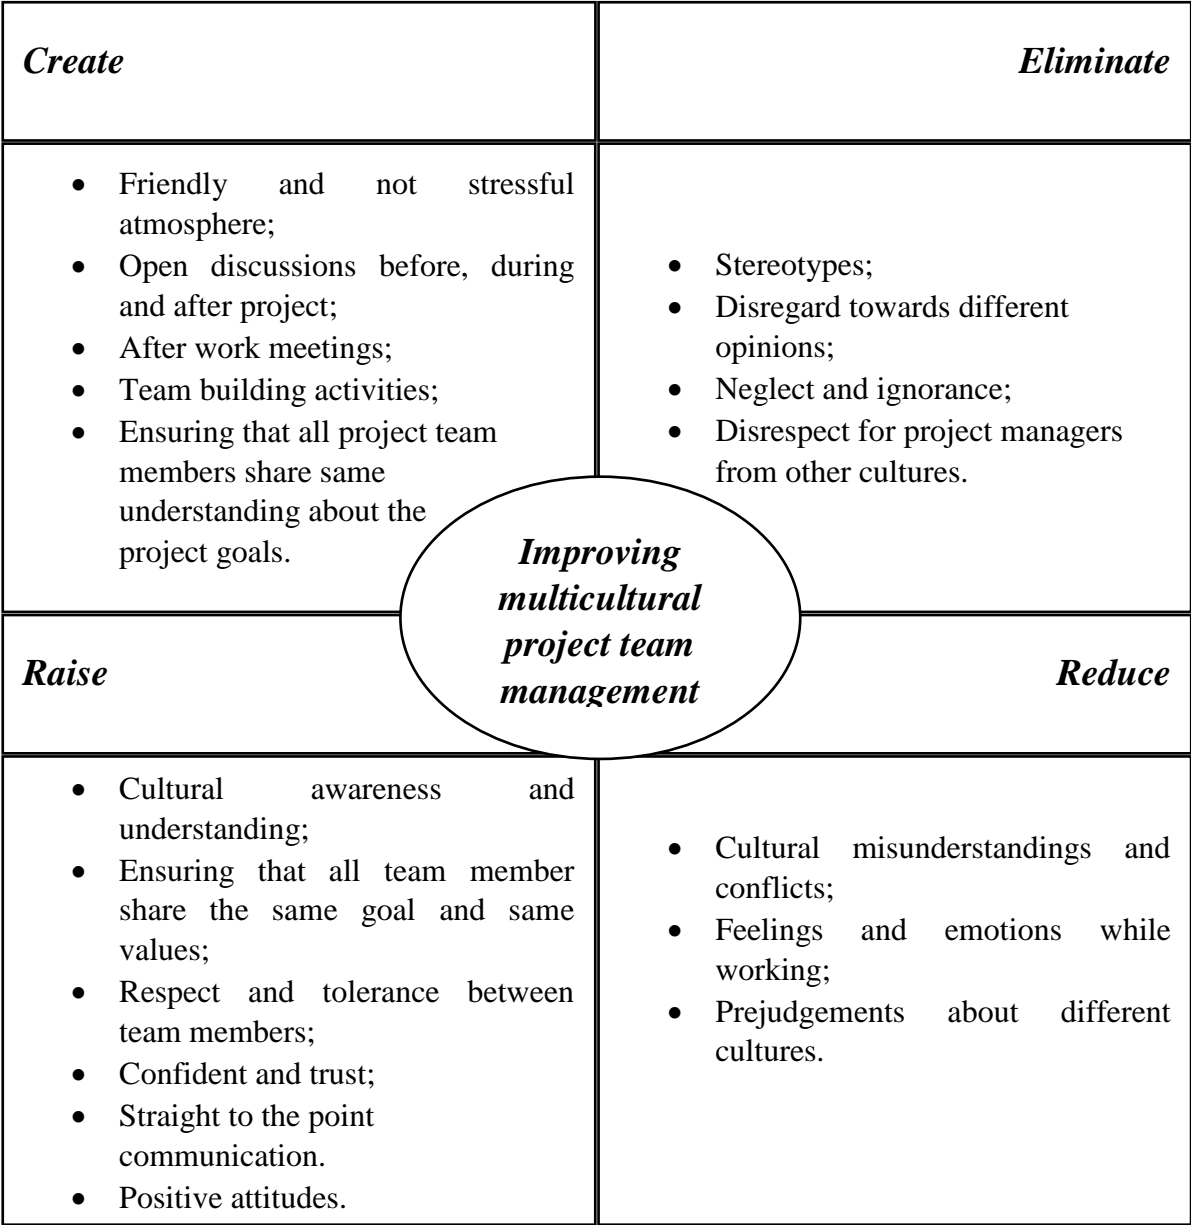 Create
Eliminate
• Friendly and not stressful
atmosphere;
• Open discussions before, during
and after project;
• After work meetings;
• Team building activities;
• Ensuring that all project team
members share same
understanding about the
project goals.
• Stereotypes;
• Disregard towards different
opinions;
• Neglect and ignorance;
• Disrespect for project managers
from other cultures.
Improving
multicultural
project team
management
Raise
Reduce
• Cultural awareness and
understanding;
• Ensuring that all team member
share the same goal and same
values;
• Respect and tolerance between
team members;
• Confident and trust;
• Straight to the point
communication.
• Positive attitudes.
• Cultural misunderstandings and
conflicts;
• Feelings and emotions while
working;
• Prejudgements about different
cultures.